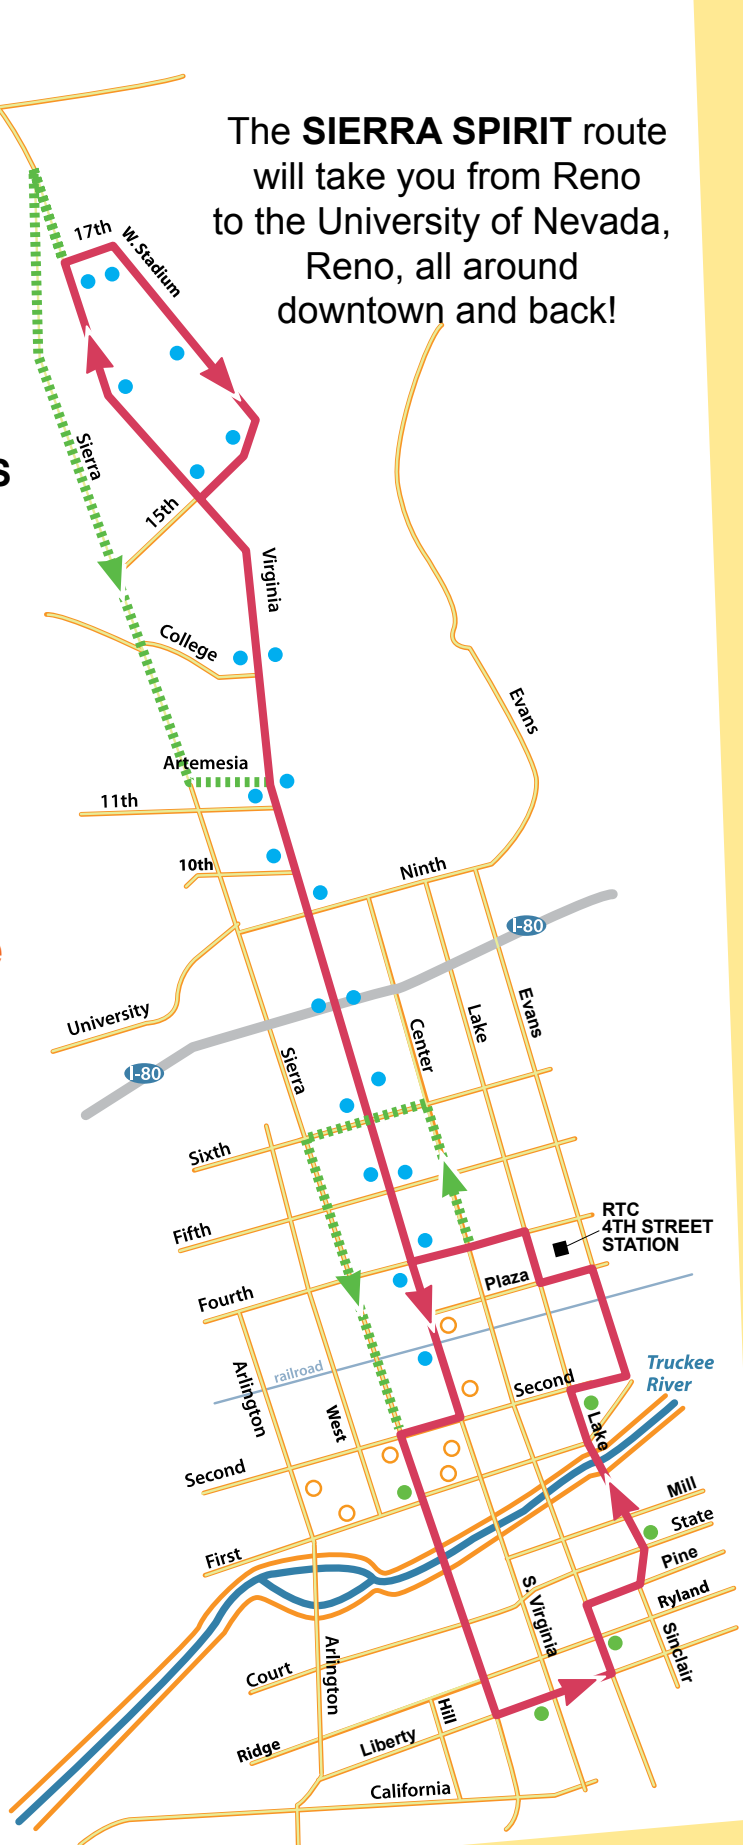 The SIERRA SPIRIT route
will take you from Reno
to the University of Nevada,
Reno, all around
downtown and back!
17th
W. Stadium
Sierra
S
15th
Virginia
College
Evans
Artemesia
11th
10th
Ninth
I-80
e
University
Evans
Lake
Center
Sierra
I-80
Sixth
Fifth
RTC
4TH STREET
STATION
Plaza
Fourth
railroad
Truckee
River
Arlington
Second
West
Lake
Second
Mill
State
First
Pine
Ryland
S. Virginia
Sinclair
Arlington
Court
Hill
Ridge
Liberty
California